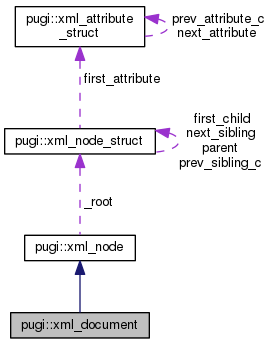 pugi::xml_attribute
_struct
prev_attribute_c
next_attribute
first_attribute
pugi::xml_node_struct
first_child
next_sibling
parent
prev_sibling_c
_root
pugi::xml_node
pugi::xml_document